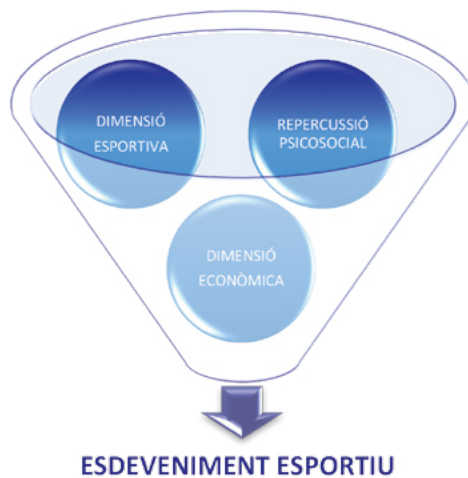 DIMENSIÓ
ESPORTIVA
REPERCUSSIÓ
PSICOSOCIAL
DIMENSIÓ
ECONÒMICA
ESDEVENIMENT ESPORTIU